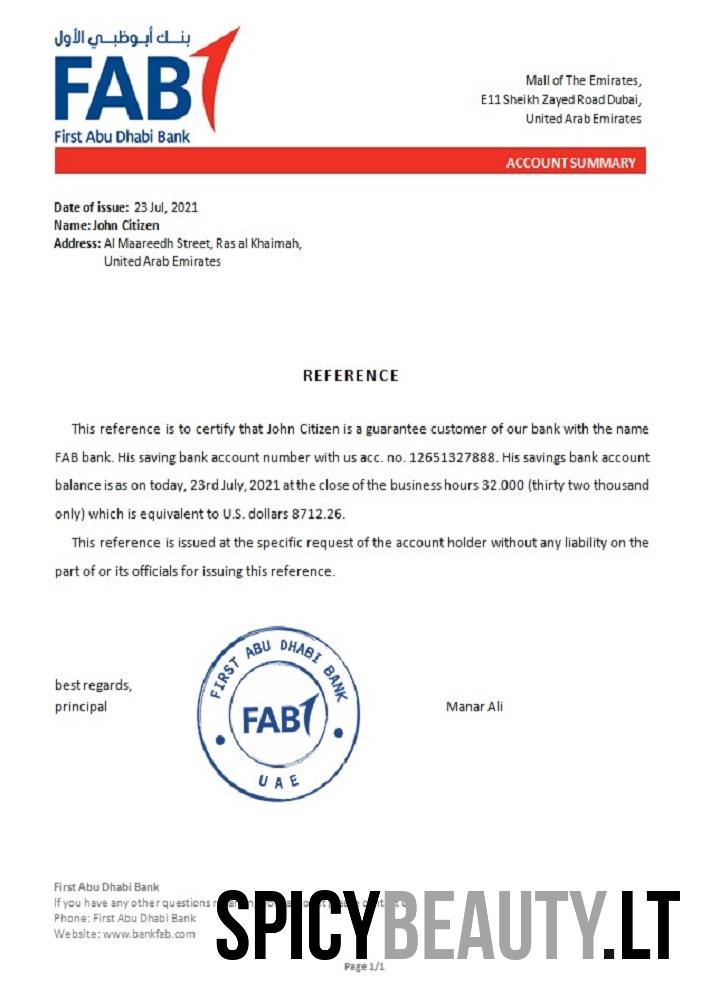 بنك أبوظبي الأول
FAB
First Abu Dhabi Bank
Mall of The Emirates,
E11 Sheikh Zayed Road Dubai,
United Arab Emirates
ACCOUNT SUMMARY
Date of issue: 23 Jul, 2021
Name: John Citizen
Address: Al Maareedh Street, Ras al Khaimah,
United Arab Emirates
REFERENCE
This reference is to certify that John Citizen is a guarantee customer of our bank with the name
FAB bank. His saving bank account number with us acc. no. 12651327888. His savings bank account
balance is as on today, 23rd July, 2021 at the close of the business hours 32.000 (thirty two thousand
only) which is equivalent to U.S. dollars 8712.26.
This reference is issued at the specific request of the account holder without any liability on the
part of or its officials for issuing this reference.
best regards,
principal
FIRST ABU DHABI BANK
FAB
UAE
Manar Ali
First Abu Dhabi Bank
If you have any other questions
Phone: First Abu Dhabi Bank
Website: www.bankfab.com
SPICYBEAUTY.LT
Page 1/1